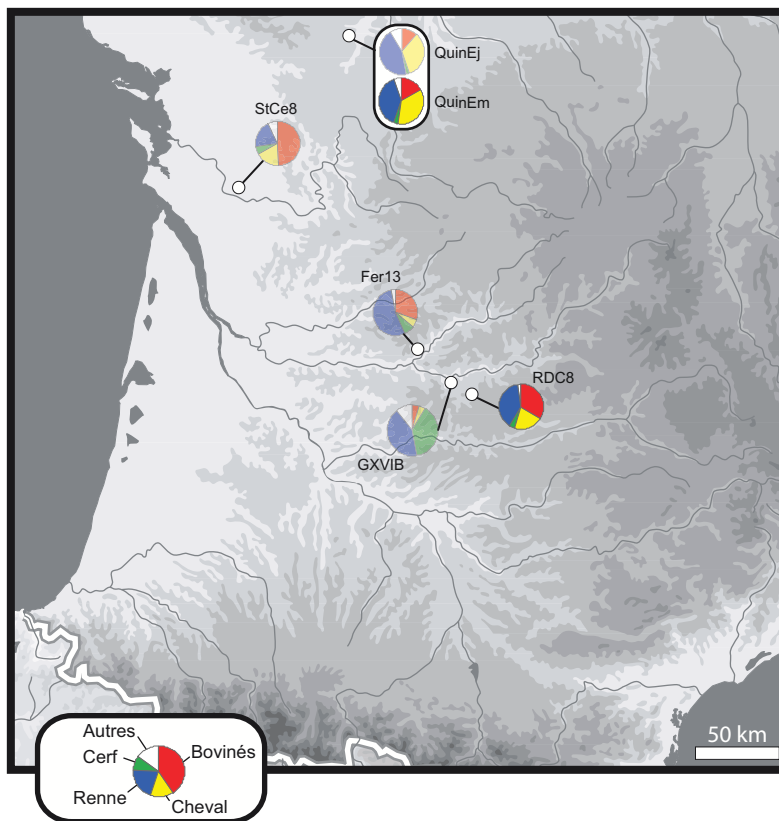 QuinEj
QuinEm
StCe8
Fer13
RDC8
GXVIB
50 km
Autres
Bovinés
Cerf
Renne
Cheval